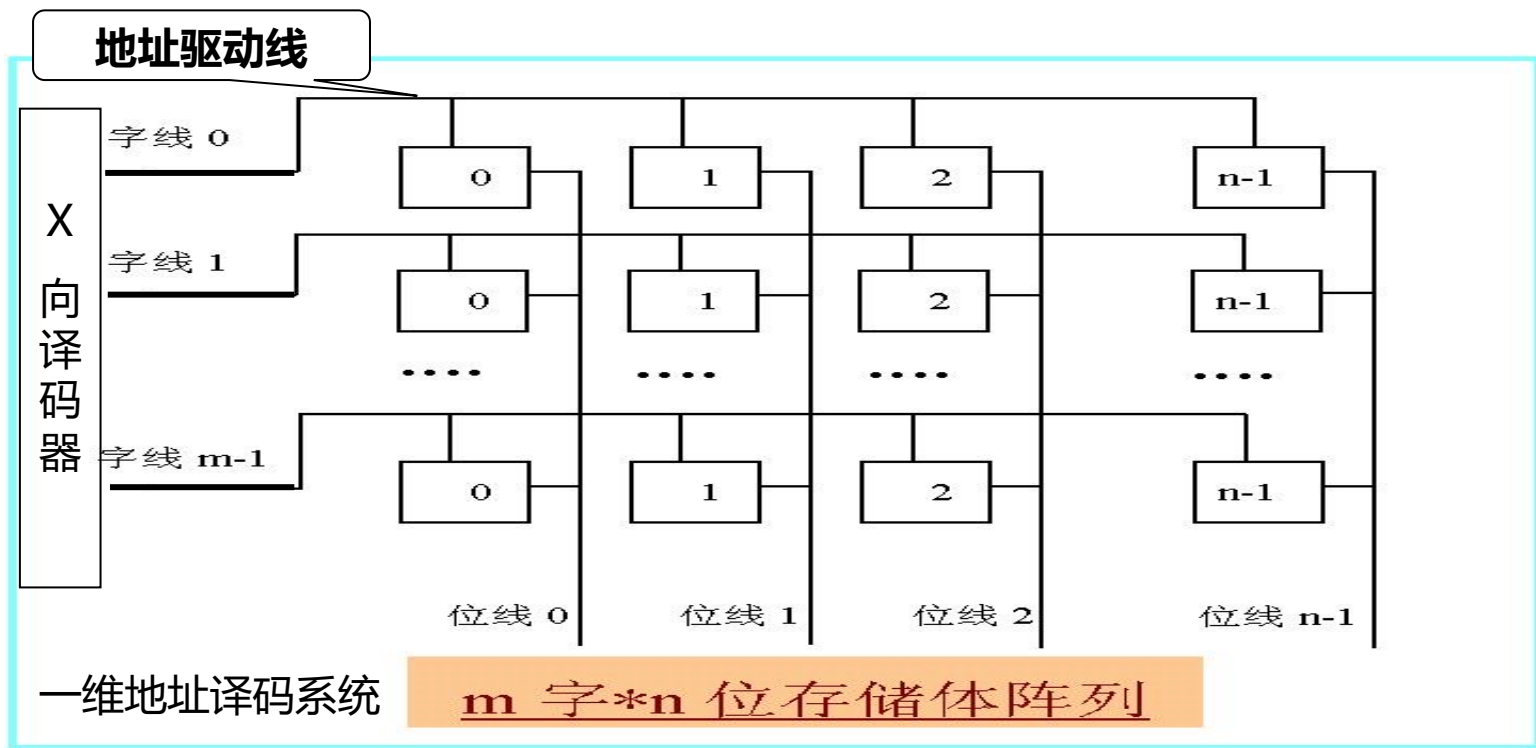 地址驱动线
字线 0
0 1 2 n-1
X向译码器
字线 1
0 1 2 n-1
···· ···· ···· ····
字线 m-1
0 1 2 n-1
位线 0 位线 1 位线 2 位线 n-1
一维地址译码系统 m 字*n 位存储体阵列